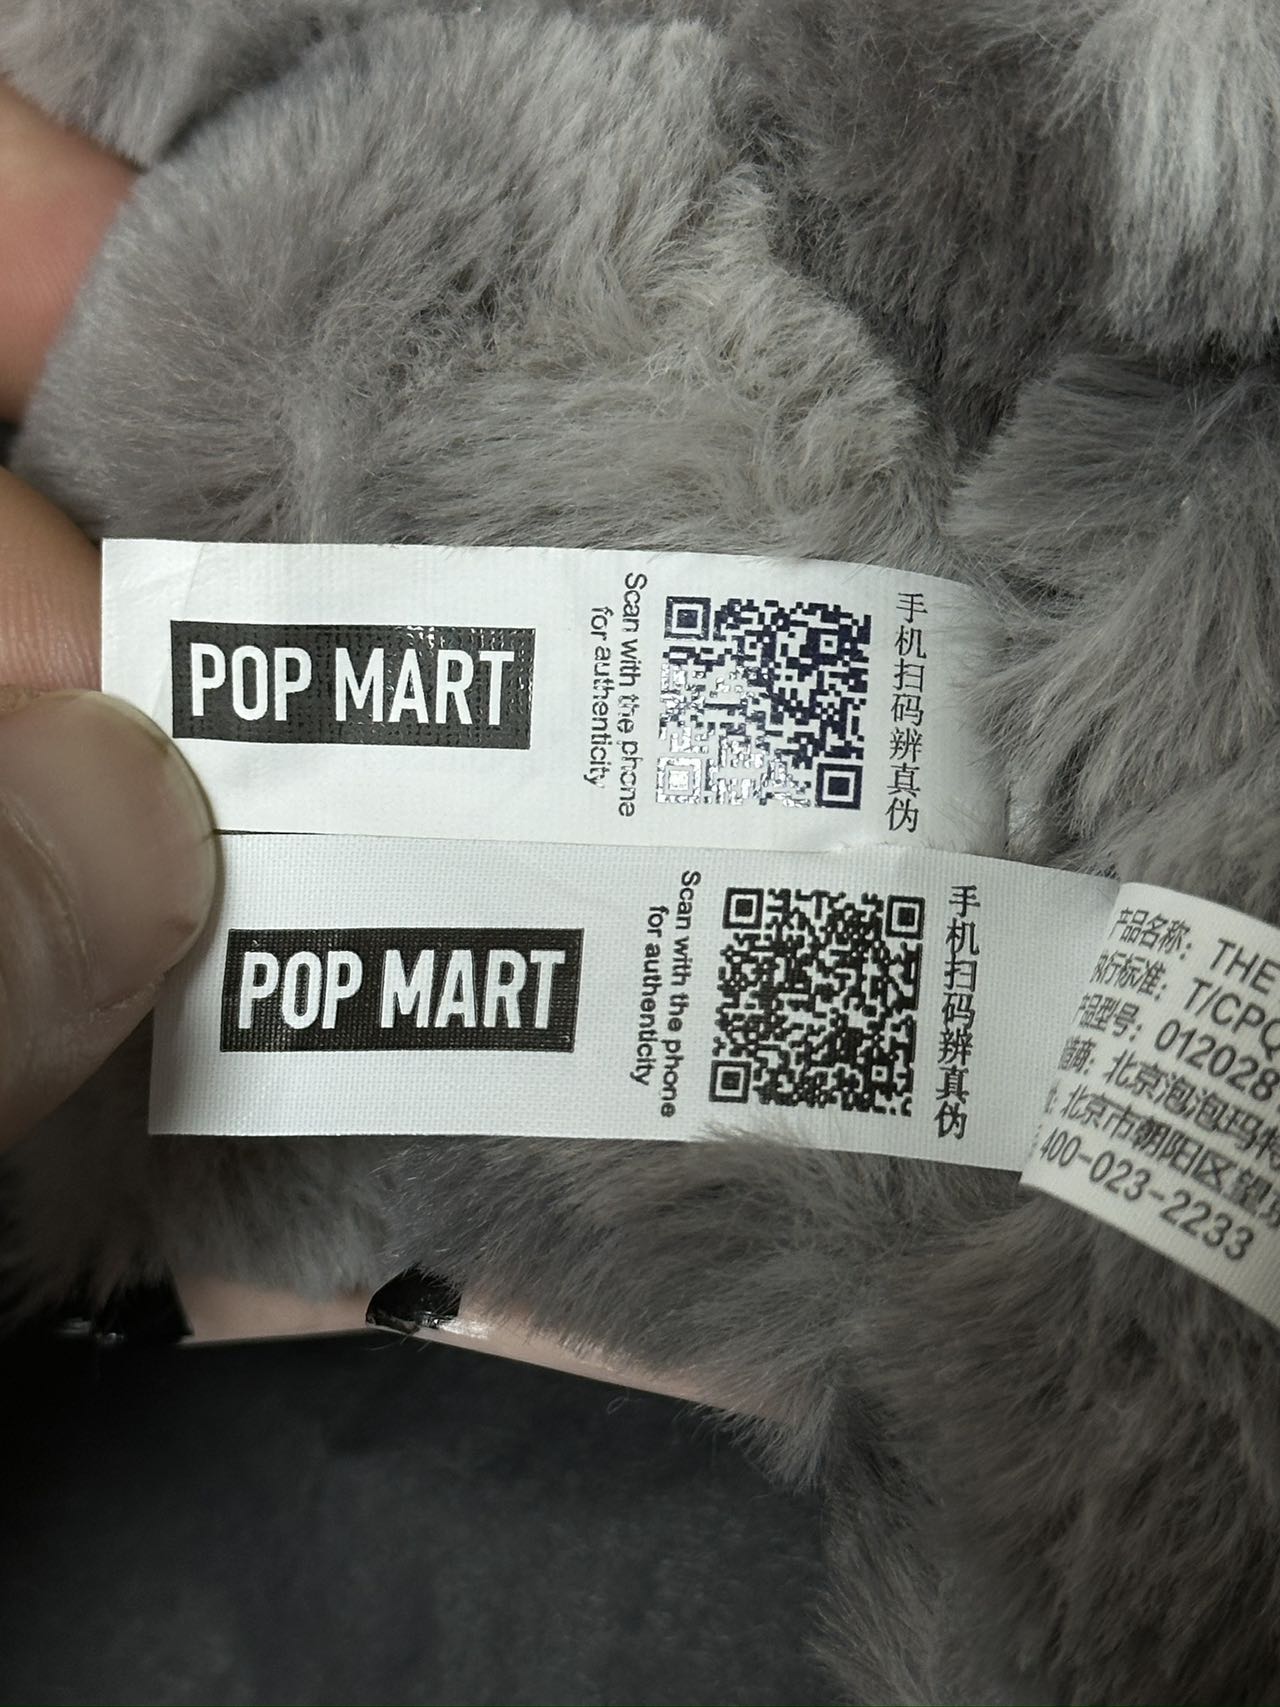 POP MART
Scan with the phone
for authenticity
手机扫码辨真伪
POP MART
Scan with the phone
for authenticity
手机扫码辨真伪
产品名称: THE
执行标准: T/CPQ
产品型号: 012028
北京泡泡玛特
北京市朝阳区望京
400-023-2233